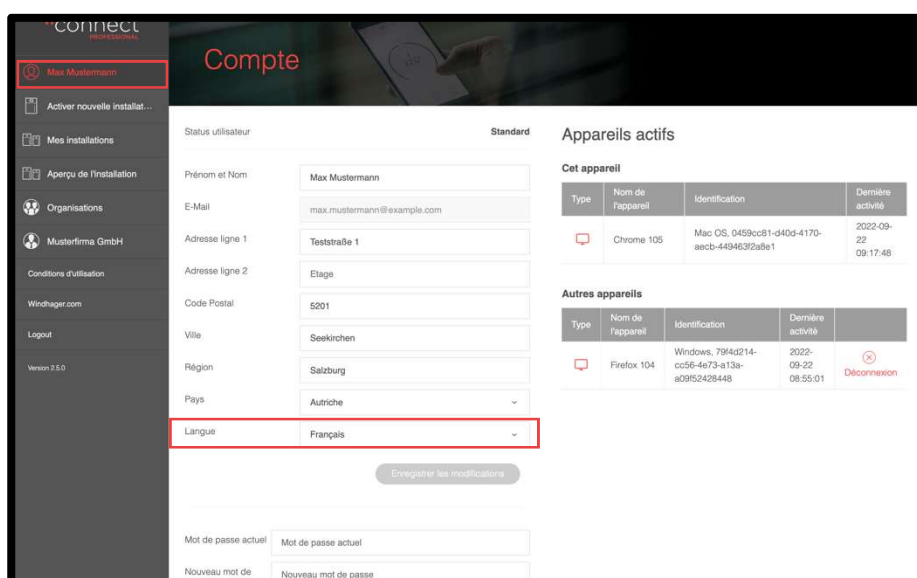 connect
PROFESSIONAL
Max Mustermann
Activer nouvelle installat...
Mes installations
Aperçu de l'installation
Organisations
Musterfirma GmbH
Conditions d'utilisation
Windhager.com
Logout
Version 2.5.0
Compte
Status utilisateur Standard
Prénom et Nom Max Mustermann
E-Mail max.mustermann@example.com
Adresse ligne 1 Teststraße 1
Adresse ligne 2 Etage
Code Postal 5201
Ville Seekirchen
Région Salzburg
Pays Autriche
Langue Français
Enregistrer les modifications
Mot de passe actuel Mot de passe actuel
Nouveau mot de Nouveau mot de passe
Appareils actifs
Cet appareil
Type Nom de l'appareil Identification Dernière activité
Chrome 105 Mac OS, 0459cc81-d40d-4170-aecb-449463f2a8e1 2022-09-22 09:17:48
Autres appareils
Type Nom de l'appareil Identification Dernière activité
Firefox 104 Windows, 79f4d214-cc56-4e73-a13a-a09f52428448 2022-09-22 08:55:01 Déconnexion